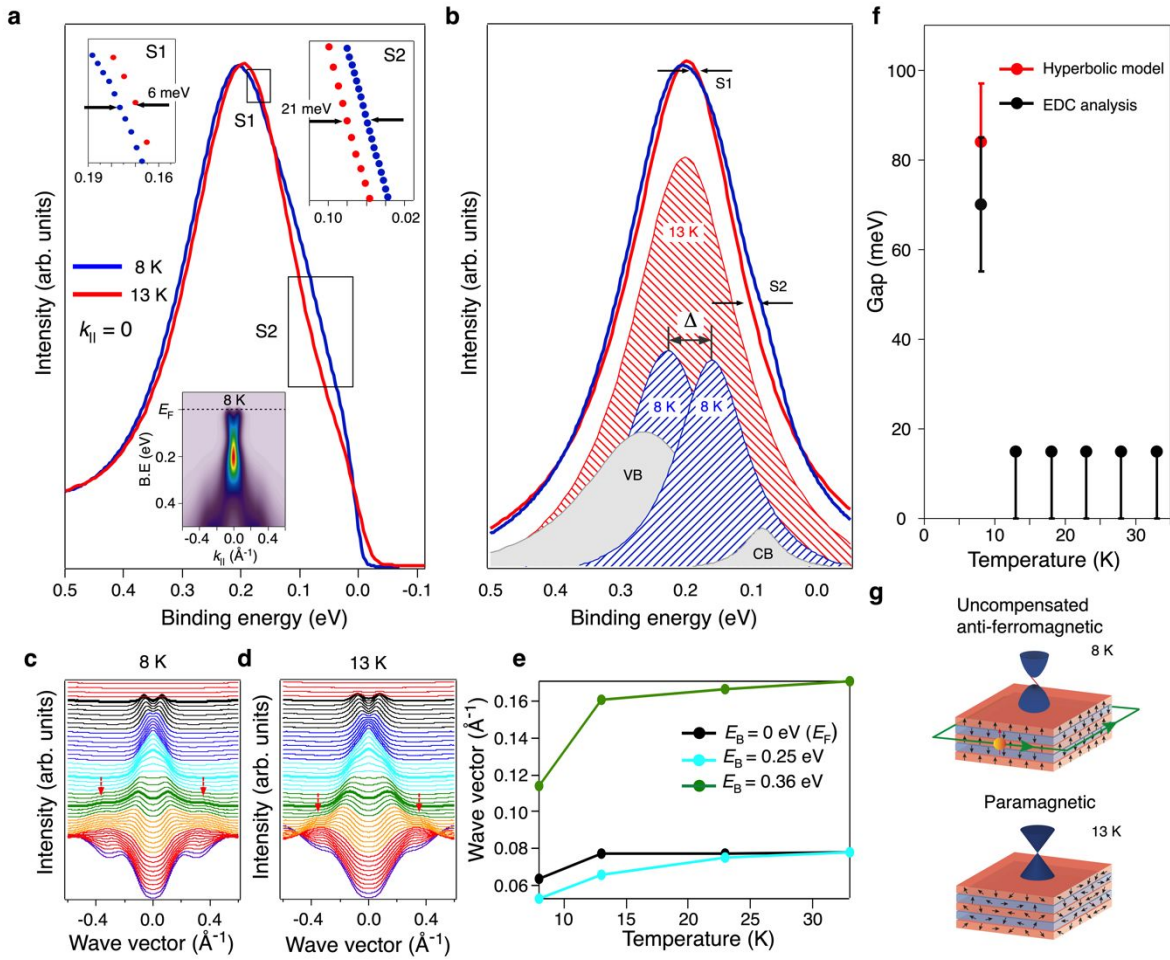 a
S1
6 meV
0.19 0.16
S2
21 meV
0.10 0.02
S1
8 K
13 K
k|| = 0
S2
8 K
EF
B.E (eV)
0.2
0.4
-0.4 0.0 0.4
k|| (Å⁻¹)
Intensity (arb. units)
0.5 0.4 0.3 0.2 0.1 0.0 -0.1
Binding energy (eV)
b
S1
13 K
S2
Δ
8 K 8 K
VB
CB
Intensity (arb. units)
0.5 0.4 0.3 0.2 0.1 0.0
Binding energy (eV)
c 8 K
Intensity (arb. units)
-0.4 0.0 0.4
Wave vector (Å⁻¹)
d 13 K
Intensity (arb. units)
-0.4 0.0 0.4
Wave vector (Å⁻¹)
e
0.16
0.12
0.08
0.06
Wave vector (Å⁻¹)
EB = 0 eV (EF)
EB = 0.25 eV
EB = 0.36 eV
10 15 20 25 30
Temperature (K)
f
Hyperbolic model
EDC analysis
100
80
60
40
20
0
Gap (meV)
0 10 20 30
Temperature (K)
g
Uncompensated
anti-ferromagnetic
8 K
Paramagnetic
13 K